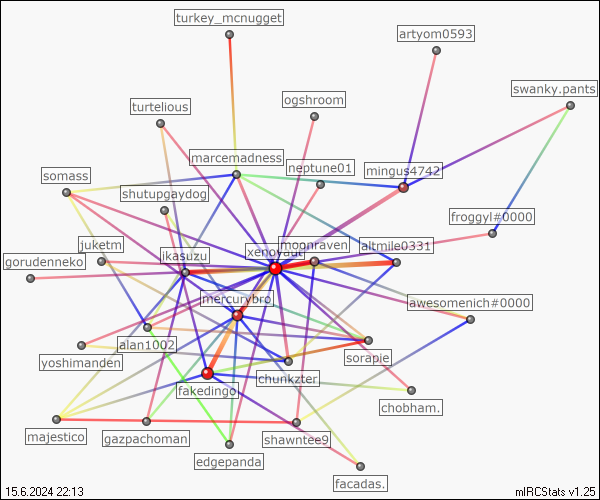 turkey_mcnugget
artyom0593
swanky.pants
ogshroom
turtelious
marcemadness
neptune01
mingus4742
somass
shutupgaydog
froggyl#0000
juketm
ikasuzu
xenoyaut
moonraven
altmile0331
gorudenneko
mercurybro
awesomenich#0000
alan1002
yoshimanden
sorapje
chunkzter
fakedingo
chobham.
majestico
gazpachoman
shawntee9
edgepanda
facadas.
15.6.2024 22:13
mIRCStats v1.25